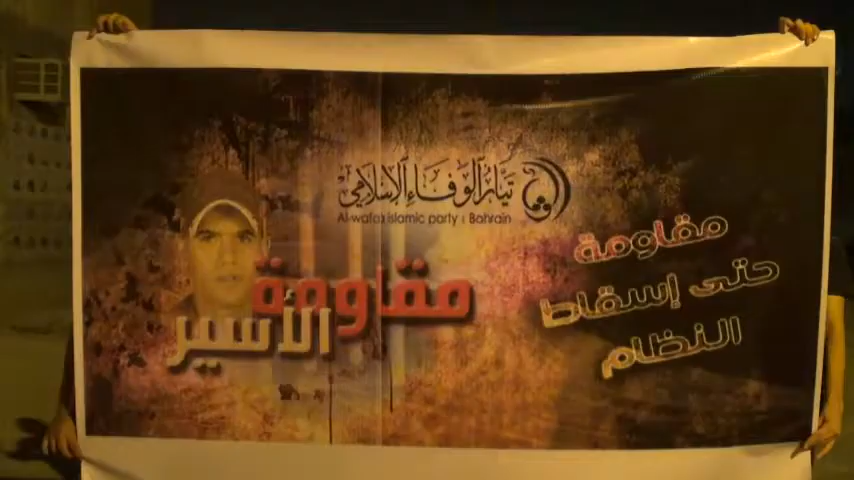 تيار الوفاء الإسلامي
Al-wafaa islamic party : Bahrain
مقاومة
الأسير
مقاومة
حتى إسقاط
النظام